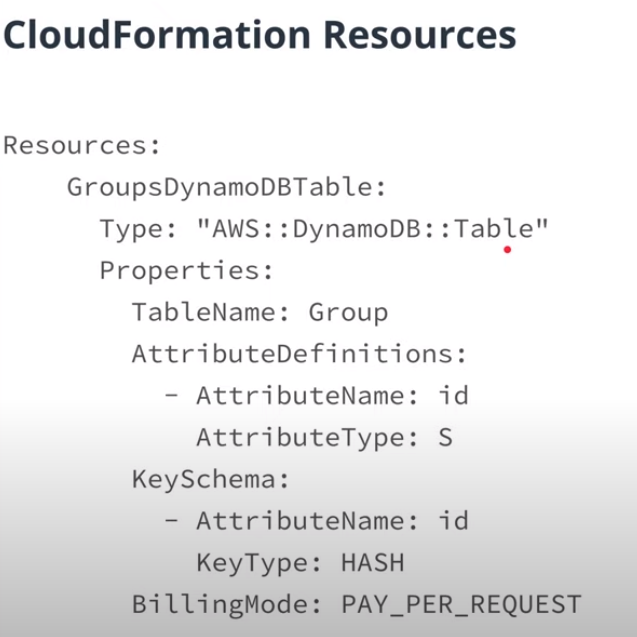 CloudFormation Resources
Resources:
    GroupsDynamoDBTable:
      Type: "AWS::DynamoDB::Table"
      Properties:
        TableName: Group
        AttributeDefinitions:
          - AttributeName: id
            AttributeType: S
        KeySchema:
          - AttributeName: id
            KeyType: HASH
        BillingMode: PAY_PER_REQUEST